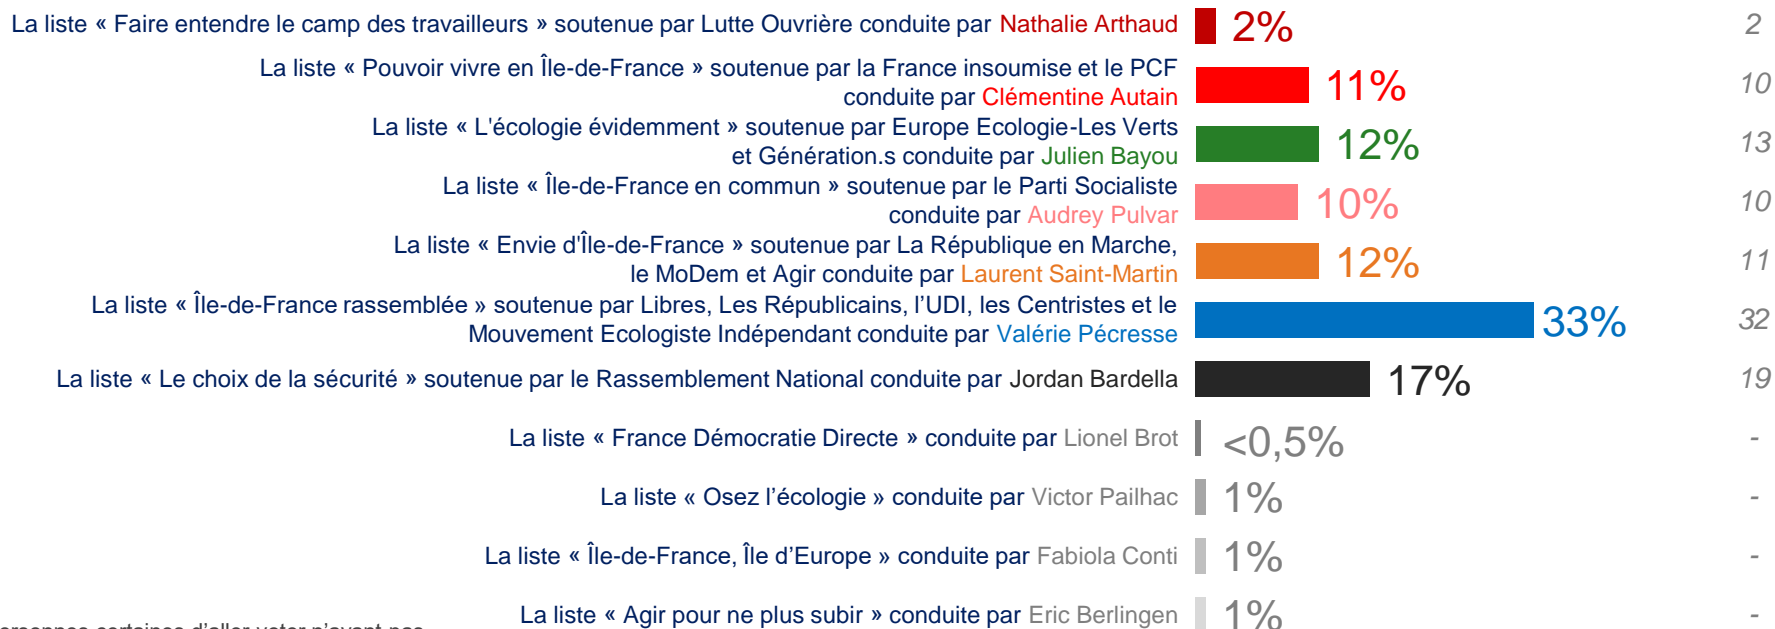 La liste « Faire entendre le camp des travailleurs » soutenue par Lutte Ouvrière conduite par Nathalie Arthaud 2% 2
La liste « Pouvoir vivre en Île-de-France » soutenue par la France insoumise et le PCF
conduite par Clémentine Autain 11% 10
La liste « L'écologie évidemment » soutenue par Europe Ecologie-Les Verts
et Génération.s conduite par Julien Bayou 12% 13
La liste « Île-de-France en commun » soutenue par le Parti Socialiste
conduite par Audrey Pulvar 10% 10
La liste « Envie d'Île-de-France » soutenue par La République en Marche,
le MoDem et Agir conduite par Laurent Saint-Martin 12% 11
La liste « Île-de-France rassemblée » soutenue par Libres, Les Républicains, l’UDI, les Centristes et le
Mouvement Ecologiste Indépendant conduite par Valérie Pécresse 33% 32
La liste « Le choix de la sécurité » soutenue par le Rassemblement National conduite par Jordan Bardella 17% 19
La liste « France Démocratie Directe » conduite par Lionel Brot <0,5% -
La liste « Osez l’écologie » conduite par Victor Pailhac 1% -
La liste « Île-de-France, Île d’Europe » conduite par Fabiola Conti 1% -
La liste « Agir pour ne plus subir » conduite par Eric Berlingen 1% -
certaines d'aller voter n'ayant pas